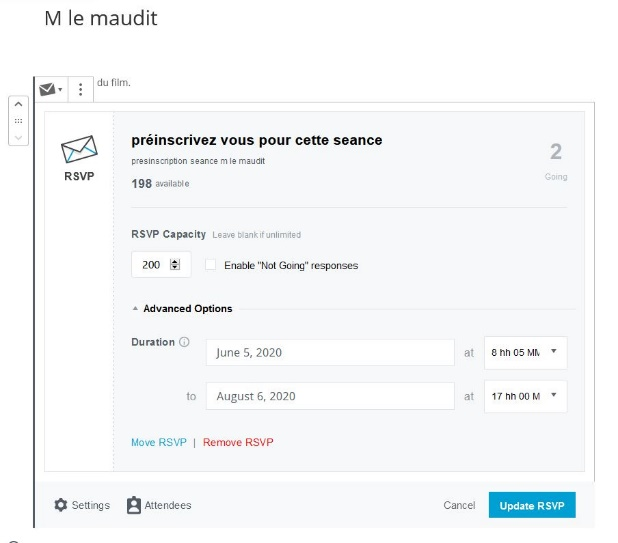 M le maudit
du film.
préinscrivez vous pour cette seance
2
RSVP
presinscription seance m le maudit
Going
198 available
RSVP Capacity Leave blank if unlimited
200 Enable "Not Going" responses
Advanced Options
Duration
June 5, 2020 at 8 hh 05 MM
to August 6, 2020 at 17 hh 00 M
Move RSVP | Remove RSVP
Settings Attendees Cancel Update RSVP